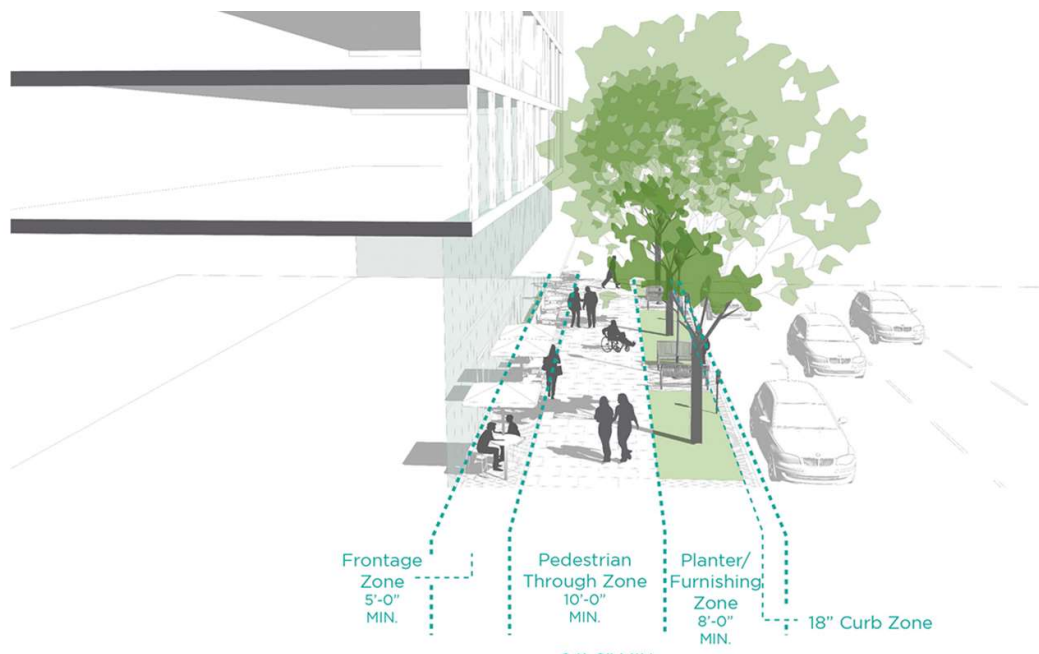 Frontage
Zone
5'-0"
MIN.
Pedestrian
Through Zone
10'-0"
MIN.
Planter/
Furnishing
Zone
8'-0"
MIN.
18" Curb Zone